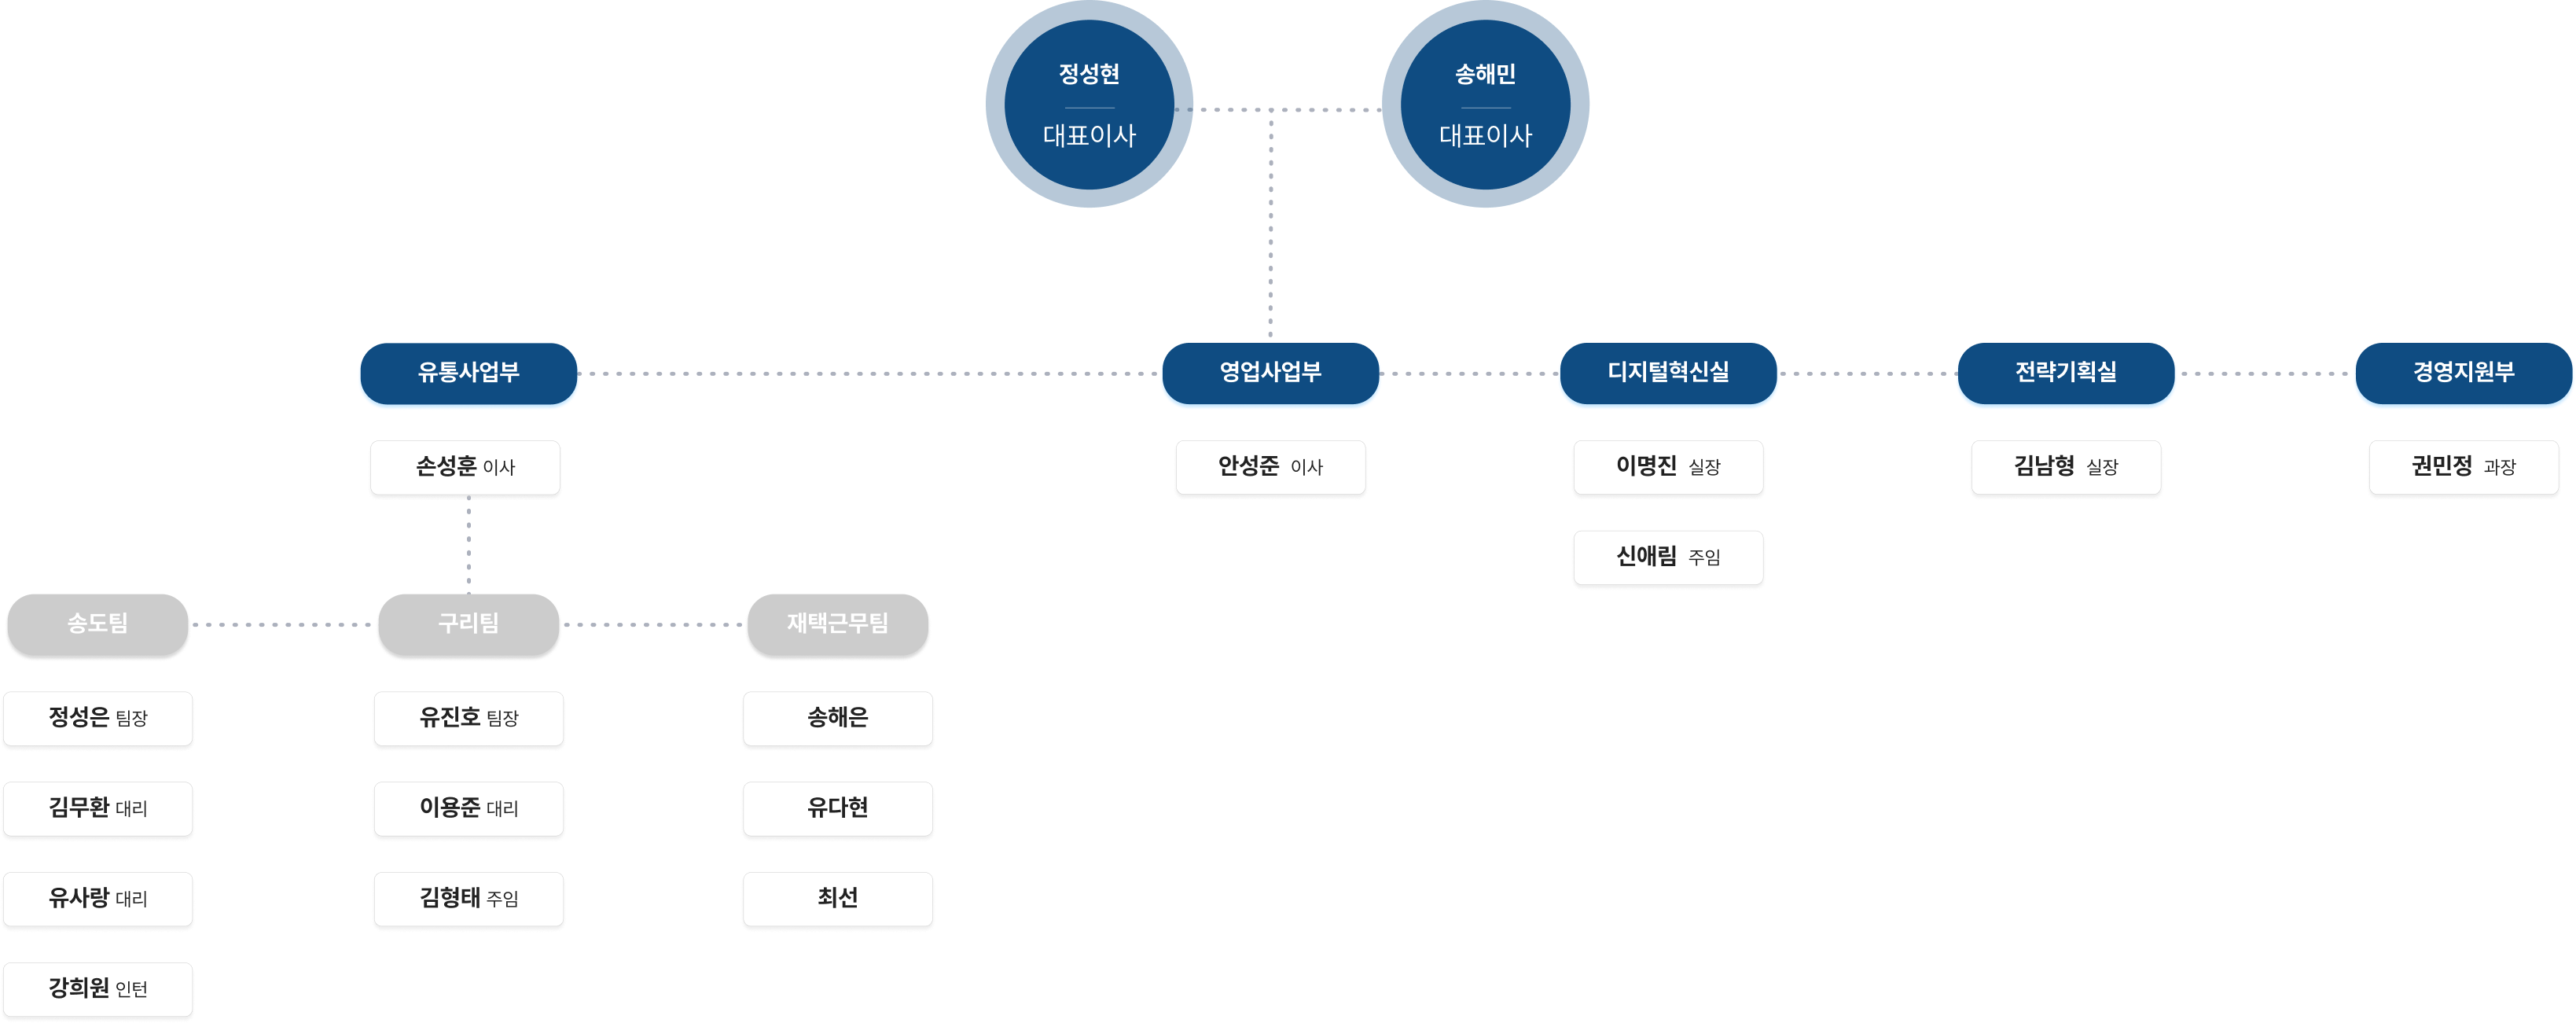 정성현
대표이사
송해민
대표이사
유통사업부
영업사업부
디지털혁신실
전략기획실
경영지원부
손성훈 이사
안성준 이사
이명진 실장
김남형 실장
권민정 과장
신애림 주임
송도팀
구리팀
재택근무팀
정성은 팀장
유진호 팀장
송해은
김무환 대리
이용준 대리
유다현
유사랑 대리
김형태 주임
최선
강희원 인턴